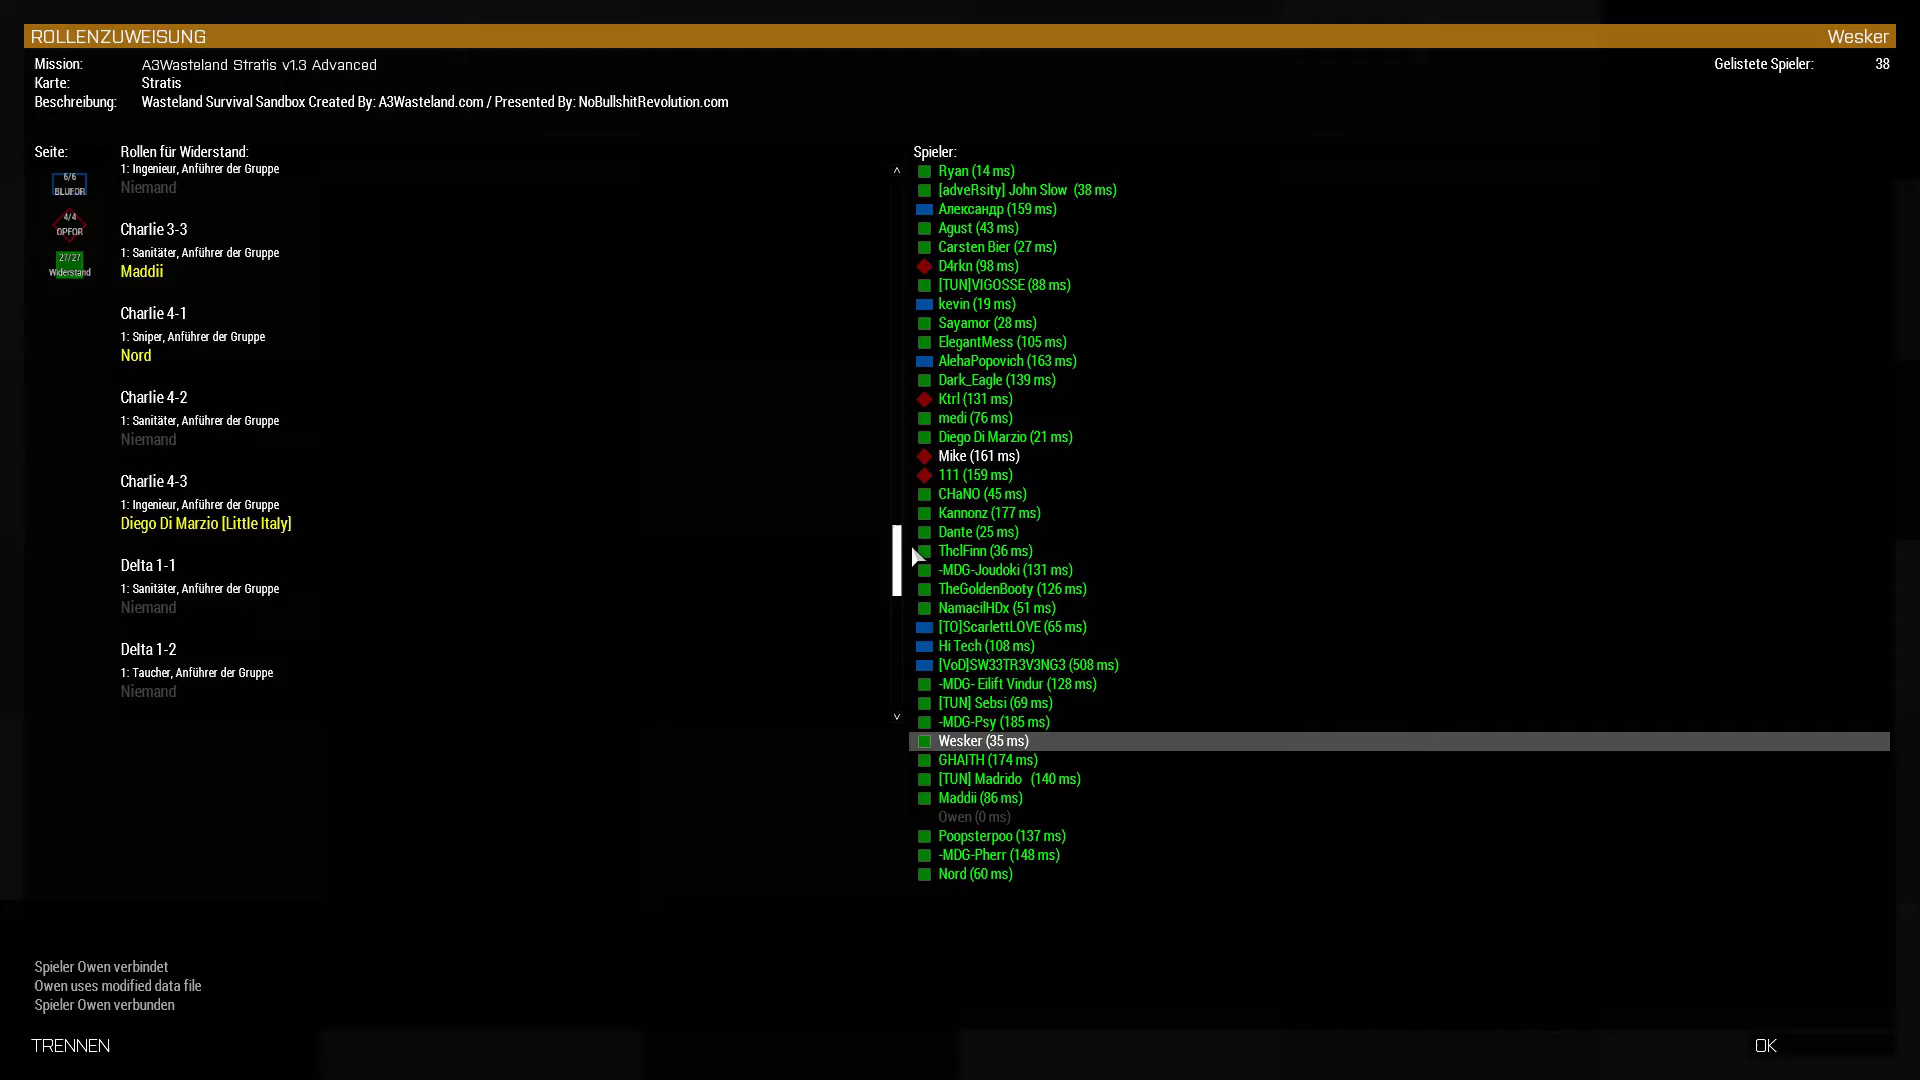 ROLLENZUWEISUNG
Wesker
Mission: A3Wasteland Stratis v1.3 Advanced
Gelistete Spieler: 38
Karte: Stratis
Beschreibung: Wasteland Survival Sandbox Created By: A3Wasteland.com / Presented By: NoBullshitRevolution.com
Seite:
6/6
BLUFOR
4/4
OPFOR
27/27
Widerstand
Rollen für Widerstand:
1: Ingenieur, Anführer der Gruppe
Niemand
Charlie 3-3
1: Sanitäter, Anführer der Gruppe
Maddii
Charlie 4-1
1: Sniper, Anführer der Gruppe
Nord
Charlie 4-2
1: Sanitäter, Anführer der Gruppe
Niemand
Charlie 4-3
1: Ingenieur, Anführer der Gruppe
Diego Di Marzio [Little Italy]
Delta 1-1
1: Sanitäter, Anführer der Gruppe
Niemand
Delta 1-2
1: Taucher, Anführer der Gruppe
Niemand
Spieler:
Ryan (14 ms)
[adveRsity] John Slow (38 ms)
Александр (159 ms)
Agust (43 ms)
Carsten Bier (27 ms)
D4rkn (98 ms)
[TUN]VIGOSSE (88 ms)
kevin (19 ms)
Sayamor (28 ms)
ElegantMess (105 ms)
AlehaPopovich (163 ms)
Dark_Eagle (139 ms)
Ktrl (131 ms)
medi (76 ms)
Diego Di Marzio (21 ms)
Mike (161 ms)
111 (159 ms)
CHaNO (45 ms)
Kannonz (177 ms)
Dante (25 ms)
ThclFinn (36 ms)
-MDG-Joudoki (131 ms)
TheGoldenBooty (126 ms)
NamacilHDx (51 ms)
[TO]ScarlettLOVE (65 ms)
Hi Tech (108 ms)
[VoD]SW33TR3V3NG3 (508 ms)
-MDG- Eilift Vindur (128 ms)
[TUN] Sebsi (69 ms)
-MDG-Psy (185 ms)
Wesker (35 ms)
GHAITH (174 ms)
[TUN] Madrido (140 ms)
Maddii (86 ms)
Owen (0 ms)
Poopsterpoo (137 ms)
-MDG-Pherr (148 ms)
Nord (60 ms)
Spieler Owen verbindet
Owen uses modified data file
Spieler Owen verbunden
TRENNEN
OK